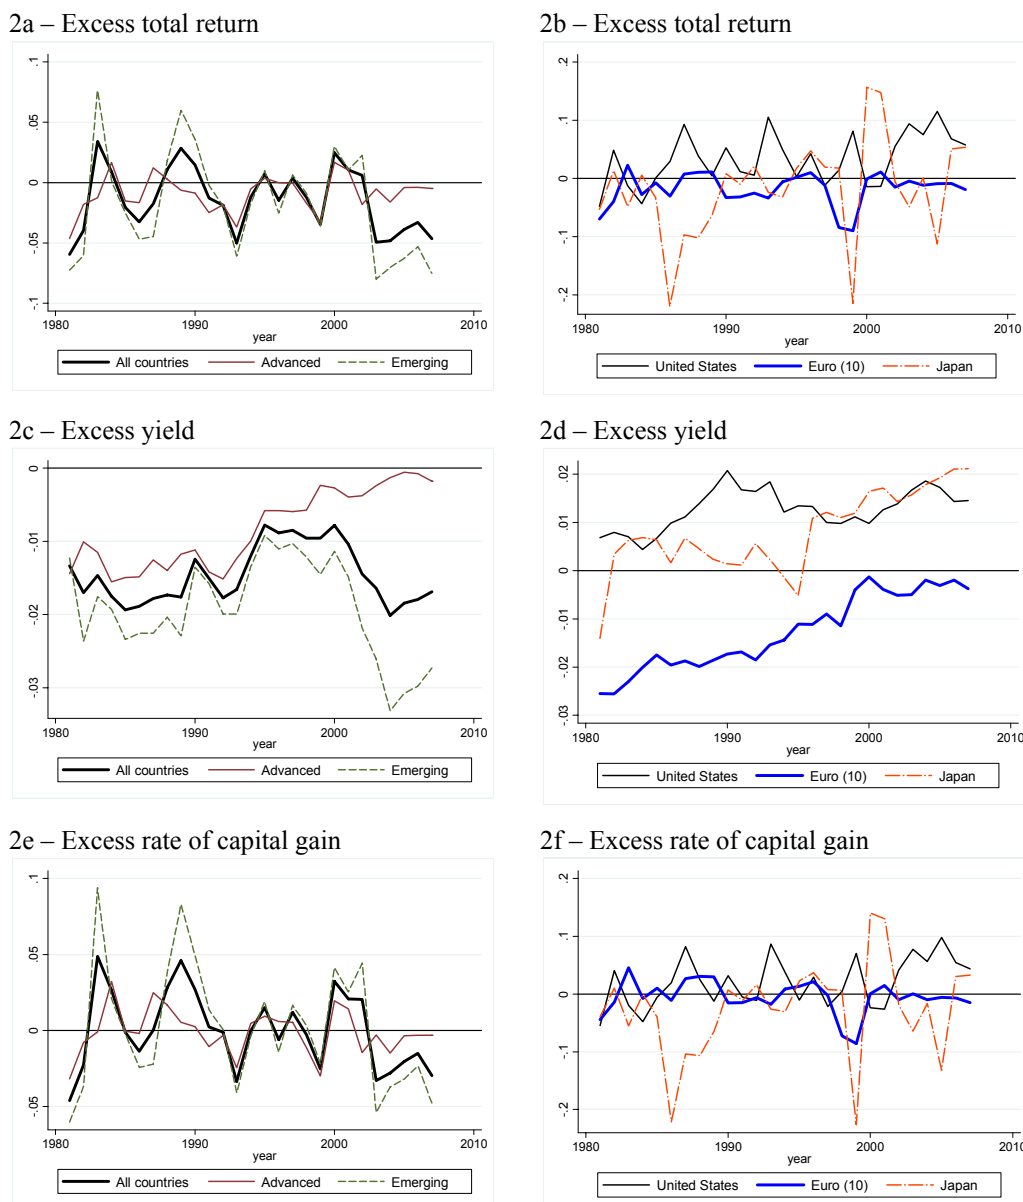 2a – Excess total return
.1
.05
0
-.05
-.1
1980 1990 2000 2010
year
All countries Advanced Emerging
2b – Excess total return
.2
.1
0
-.1
-.2
1980 1990 2000 2010
year
United States Euro (10) Japan
2c – Excess yield
0
-.01
-.02
-.03
1980 1990 2000 2010
year
All countries Advanced Emerging
2d – Excess yield
.02
.01
0
-.01
-.02
-.03
1980 1990 2000 2010
year
United States Euro (10) Japan
2e – Excess rate of capital gain
.1
.05
0
-.05
1980 1990 2000 2010
year
All countries Advanced Emerging
2f – Excess rate of capital gain
.2
.1
0
-.1
-.2
1980 1990 2000 2010
year
United States Euro (10) Japan